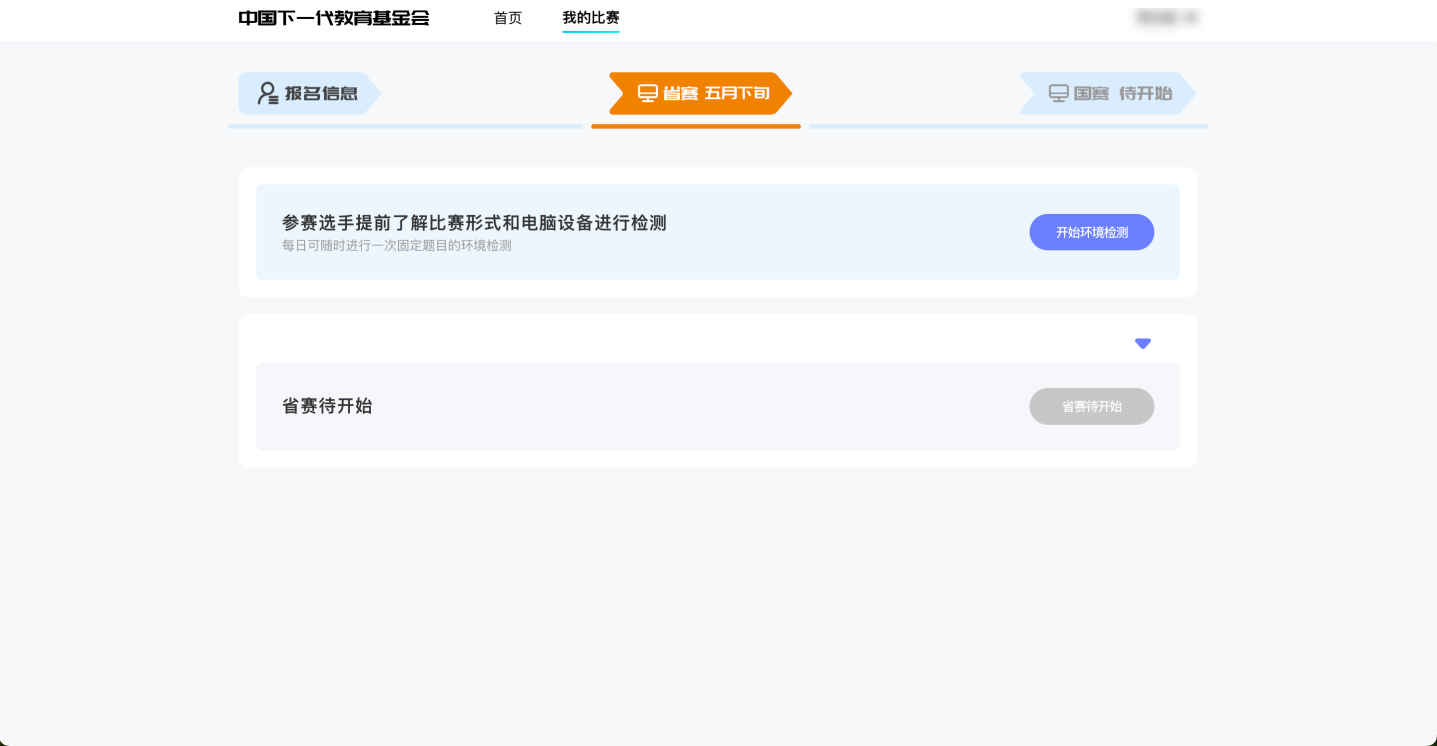 中国下一代教育基金会 首页 我的比赛
报名信息 省赛 五月下旬 国赛 待开始
参赛选手提前了解比赛形式和电脑设备进行检测
每日可随时进行一次固定题目的环境检测
开始环境检测
省赛待开始
省赛待开始